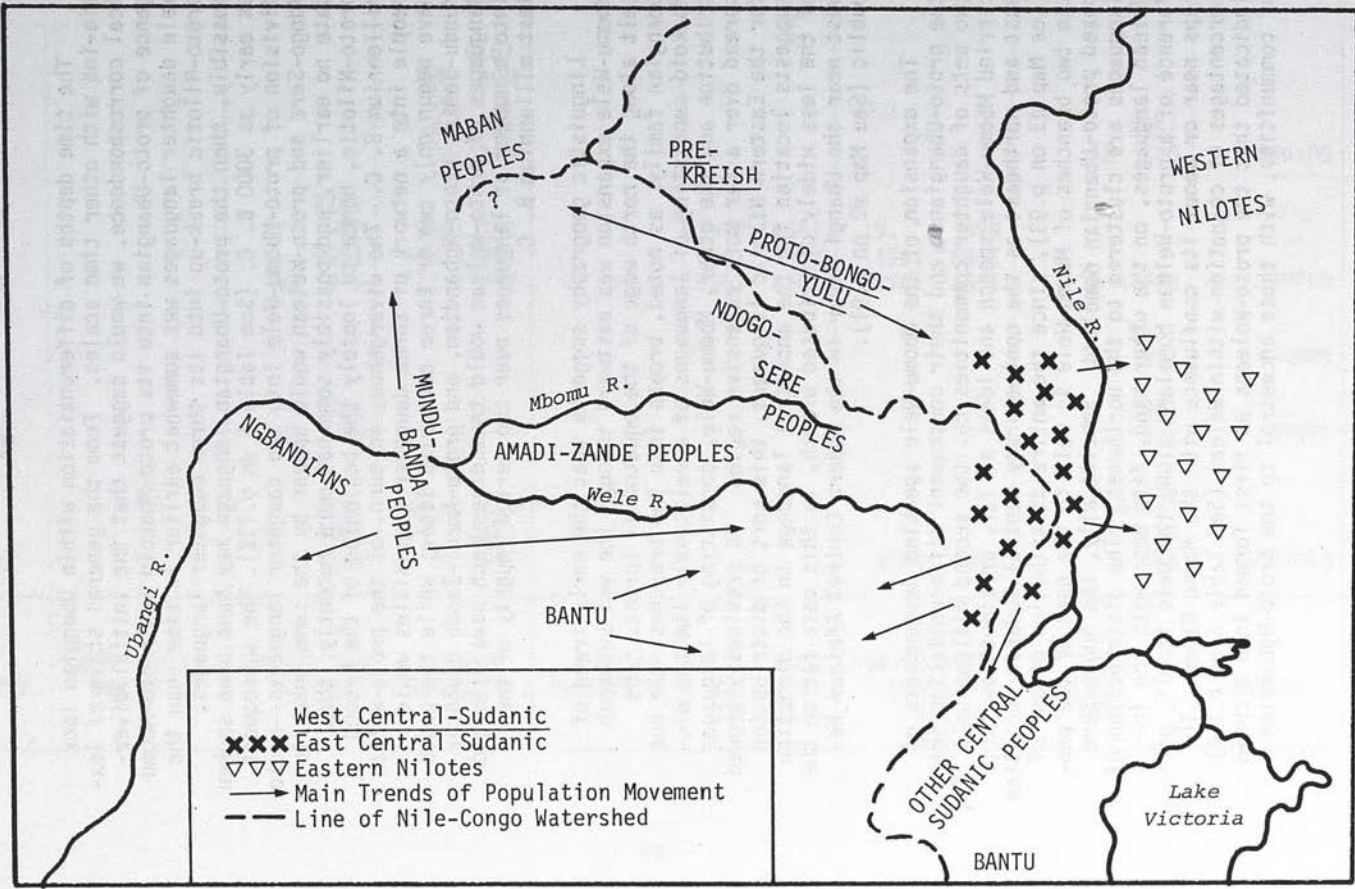 MABAN
PEOPLES
?
PRE-
KREISH
WESTERN
NILOTES
PROTO-BONGO-
YULU
NDOGO-
SERE
PEOPLES
Nile R.
Mbomu R.
MUNDU-
BANDA
PEOPLES
NGBANDIANS
AMADI-ZANDE PEOPLES
Wele R.
Ubangi R.
BANTU
OTHER CENTRAL
SUDANIC PEOPLES
Lake
Victoria
BANTU
West Central-Sudanic
East Central Sudanic
Eastern Nilotes
Main Trends of Population Movement
Line of Nile-Congo Watershed